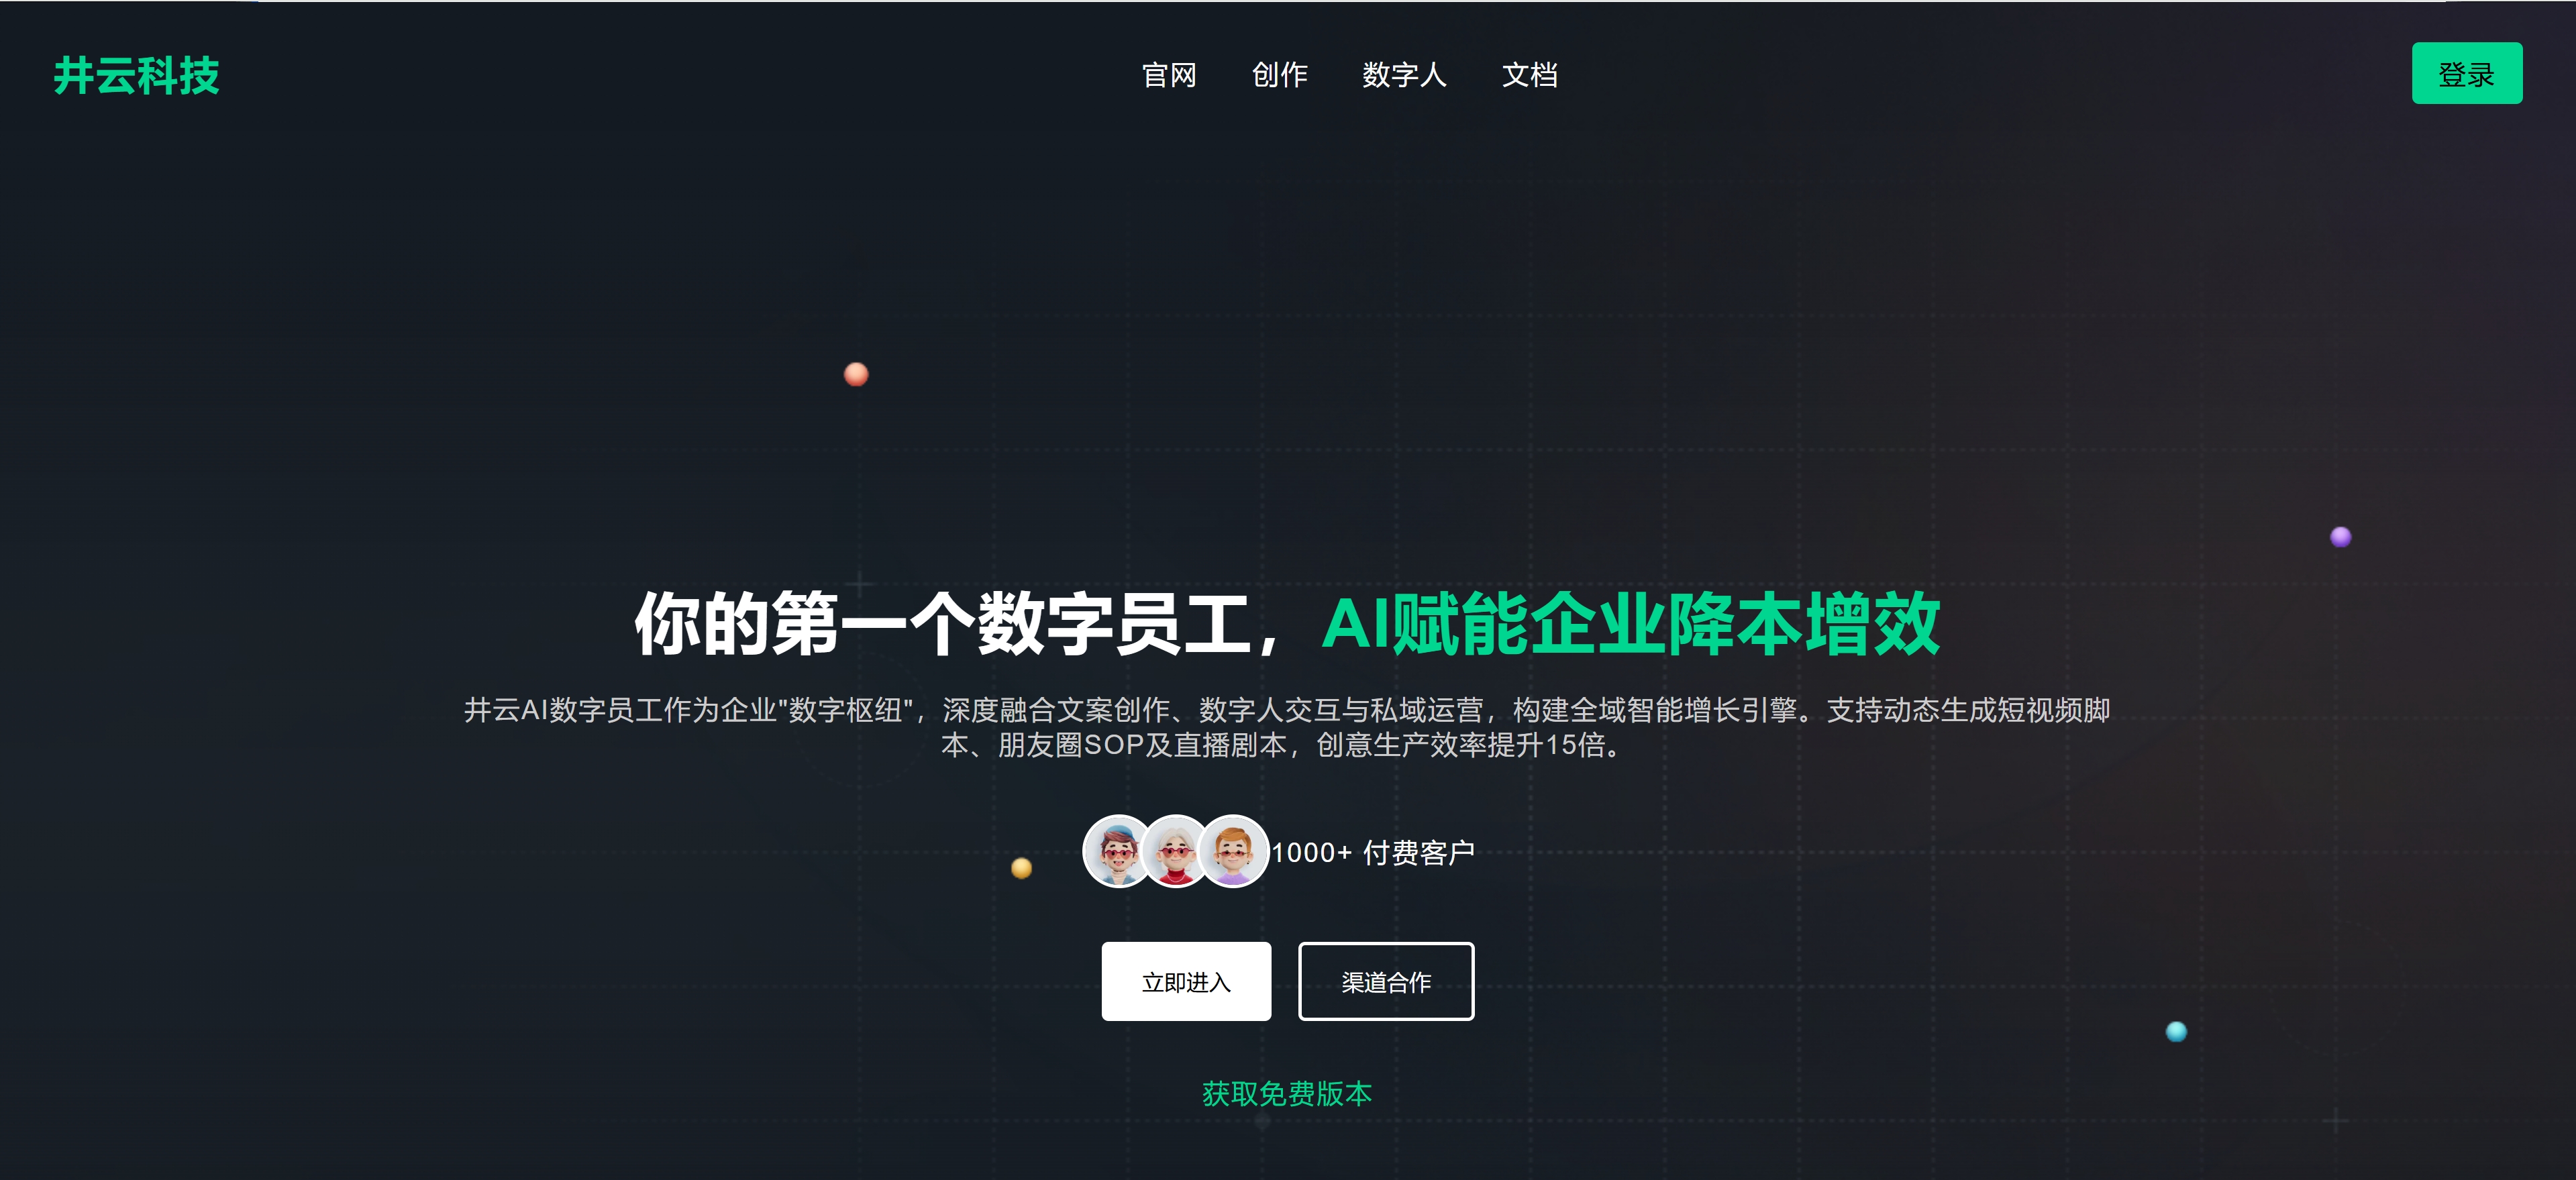 井云科技
官网 创作 数字人 文档
登录
你的第一个数字员工，AI赋能企业降本增效
井云AI数字员工作为企业"数字枢纽"，深度融合文案创作、数字人交互与私域运营，构建全域智能增长引擎。支持动态生成短视频脚
本、朋友圈SOP及直播剧本，创意生产效率提升15倍。
1000+ 付费客户
立即进入 渠道合作
获取免费版本